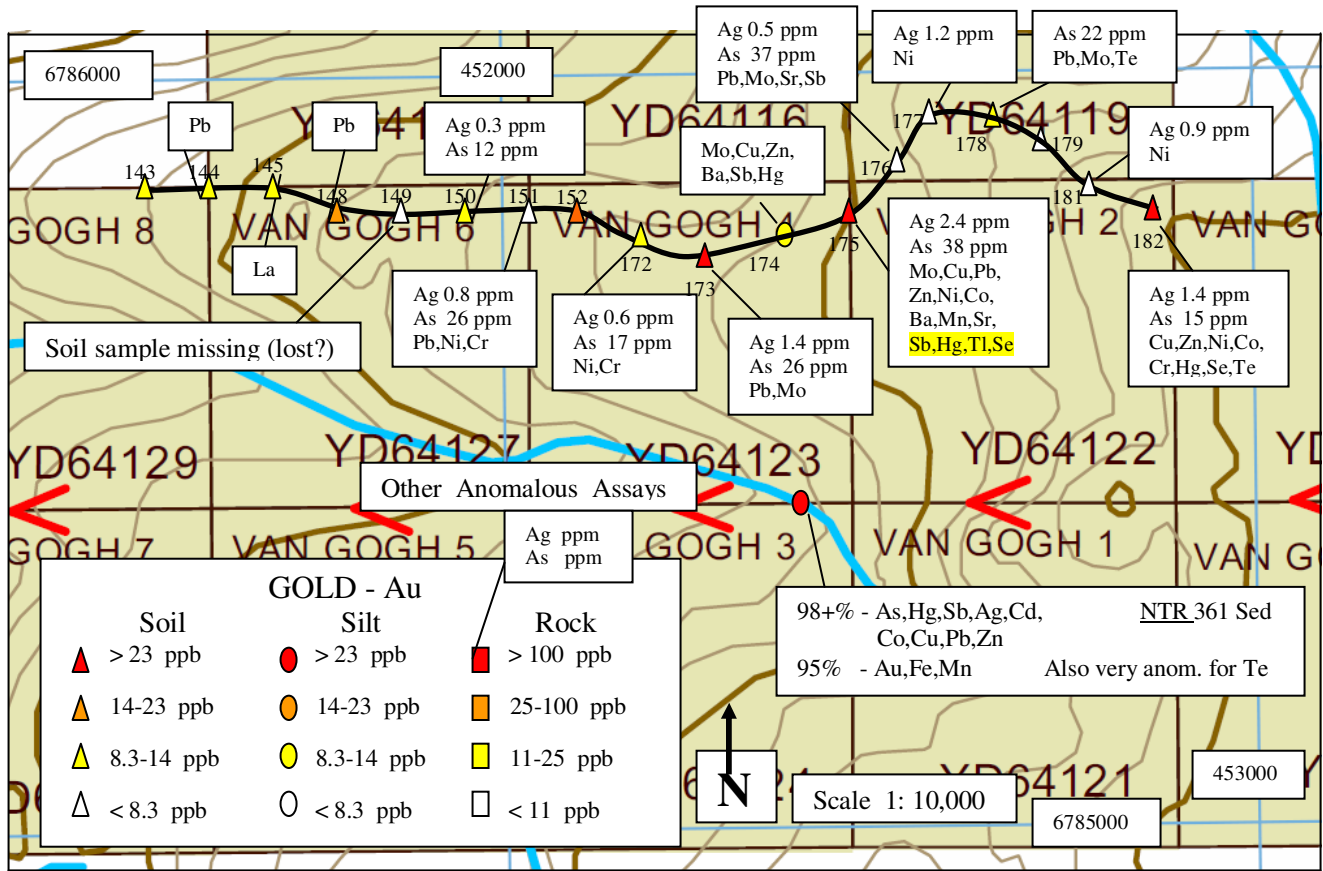 6786000
452000
Ag 0.5 ppm
As 37 ppm
Pb,Mo,Sr,Sb
Ag 1.2 ppm
Ni
As 22 ppm
Pb,Mo,Te
Pb
Pb
Ag 0.3 ppm
As 12 ppm
YD64116
YD64119
Mo,Cu,Zn,
Ba,Sb,Hg
Ag 0.9 ppm
Ni
143
144
145
148
149
150
151
152
172
173
174
175
176
177
178
179
181
182
GOGH 8
VAN GOGH 6
VAN GOGH 4
GOGH 2
VAN GO
La
Soil sample missing (lost?)
Ag 0.8 ppm
As 26 ppm
Pb,Ni,Cr
Ag 0.6 ppm
As 17 ppm
Ni,Cr
Ag 1.4 ppm
As 26 ppm
Pb,Mo
Ag 2.4 ppm
As 38 ppm
Mo,Cu,Pb,
Zn,Ni,Co,
Ba,Mn,Sr,
Sb,Hg,Tl,Se
Ag 1.4 ppm
As 15 ppm
Cu,Zn,Ni,Co,
Cr,Hg,Se,Te
YD64129
YD64127
YD64123
YD64122
Other Anomalous Assays
Ag ppm
As ppm
GOGH 7
VAN GOGH 5
GOGH 3
VAN GOGH 1
VAN GO
GOLD - Au
Soil Silt Rock
> 23 ppb > 23 ppb > 100 ppb
14-23 ppb 14-23 ppb 25-100 ppb
8.3-14 ppb 8.3-14 ppb 11-25 ppb
< 8.3 ppb < 8.3 ppb < 11 ppb
98+% - As,Hg,Sb,Ag,Cd, NTR 361 Sed
Co,Cu,Pb,Zn
95% - Au,Fe,Mn Also very anom. for Te
N
Scale 1: 10,000
YD64121
453000
6785000